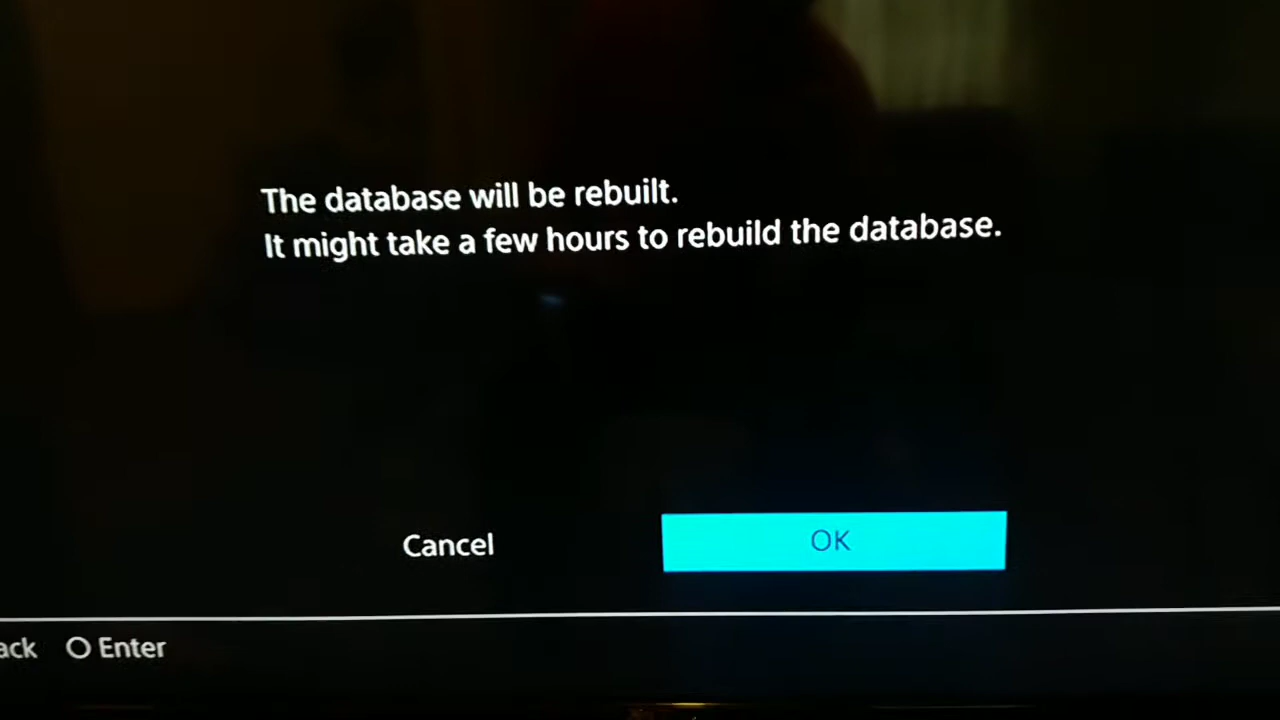 The database will be rebuilt.
It might take a few hours to rebuild the database.
Cancel
OK
ack O Enter